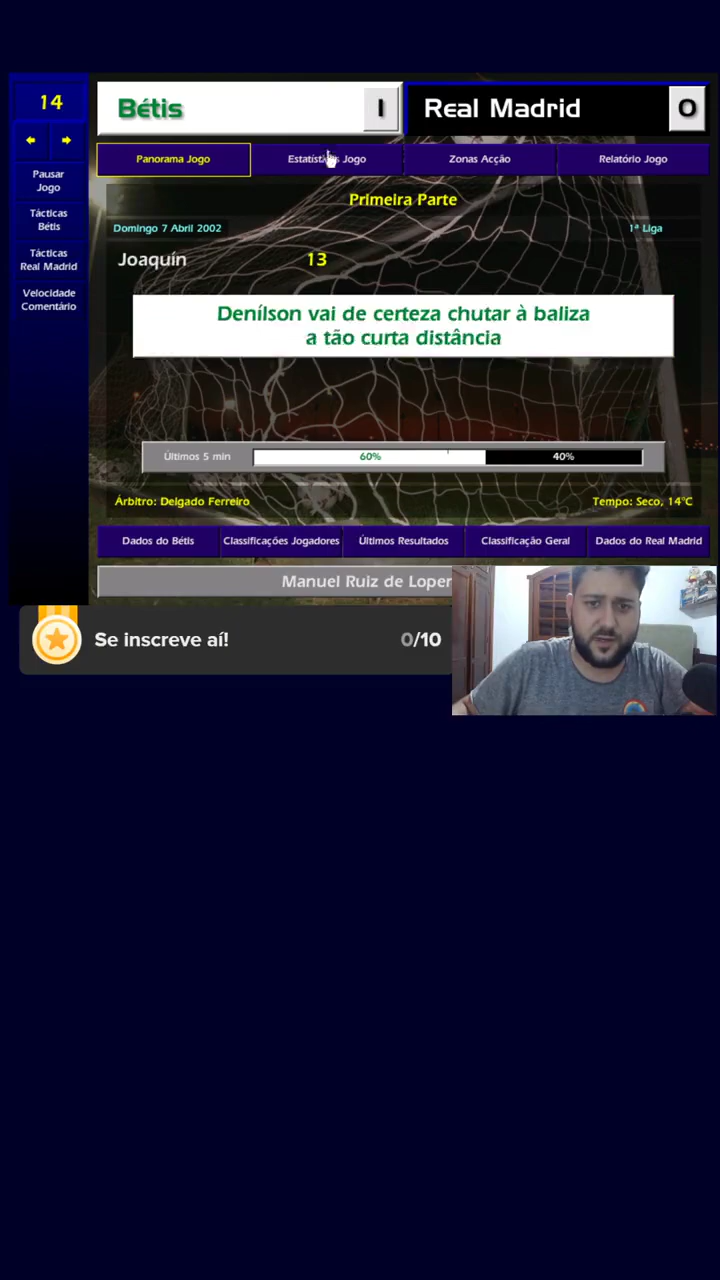 14
Bétis 1
Real Madrid 0
Panorama Jogo
Jogo
Zonas Acção
Relatório Jogo
Pausar
Jogo
Tácticas
Bétis
Tácticas
Real Madrid
Velocidade
Comentário
Primeira Parte
Domingo 7 Abril 2002
1ª Liga
Joaquín 13
Denílson vai de certeza chutar à baliza
a tão curta distância
Últimos 5 min 60% 40%
Árbitro: Delgado Ferreiro
Tempo: Seco, 14°C
Dados do Bétis
Classificações Jogadores
Últimos Resultados
Classificação Geral
Dados do Real Madrid
Manuel Ruiz de
Se inscreve aí! 0/10